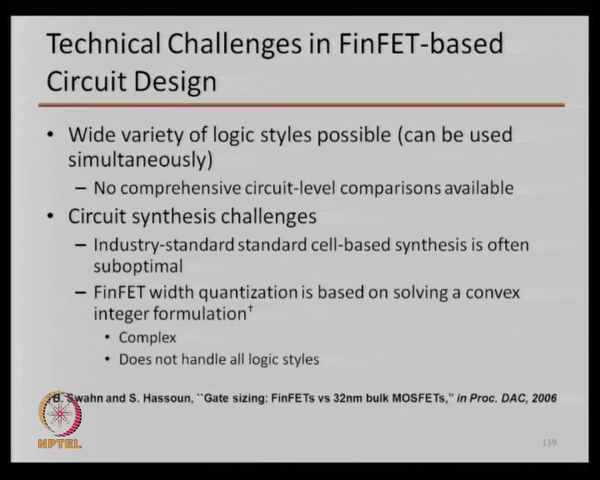 Technical Challenges in FinFET-based
Circuit Design
• Wide variety of logic styles possible (can be used
simultaneously)
– No comprehensive circuit-level comparisons available
• Circuit synthesis challenges
– Industry-standard standard cell-based synthesis is often
suboptimal
– FinFET width quantization is based on solving a convex
integer formulation†
• Complex
• Does not handle all logic styles
B. Swahn and S. Hassoun, ``Gate sizing: FinFETs vs 32nm bulk MOSFETs,” in Proc. DAC, 2006
NPTEL